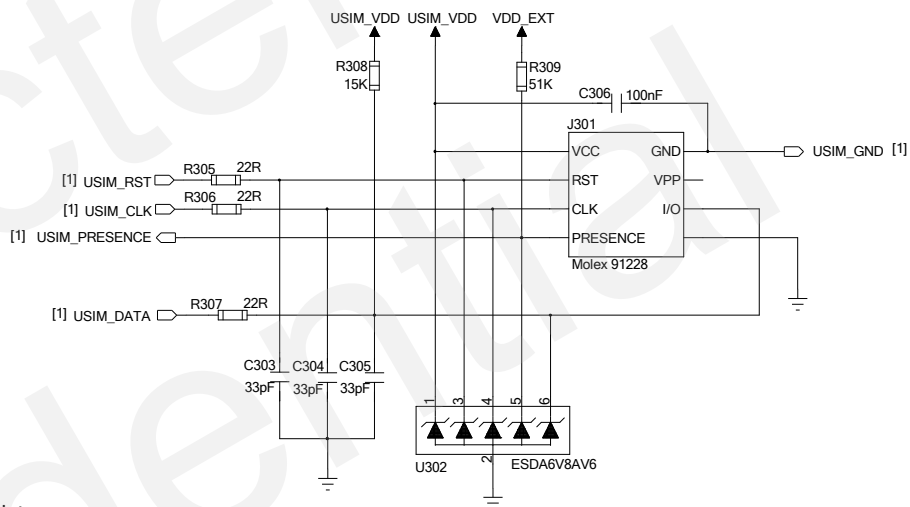 USIM_VDD USIM_VDD VDD_EXT
R308
15K
R309
51K
C306 100nF
J301
VCC GND
USIM_GND [1]
[1] USIM_RST R305 22R
RST VPP
[1] USIM_CLK R306 22R
CLK I/O
[1] USIM_PRESENCE
PRESENCE
Molex 91228
[1] USIM_DATA R307 22R
C303 C304 C305
33pF 33pF 33pF
1 3 4 5 6
2
U302 ESDA6V8AV6